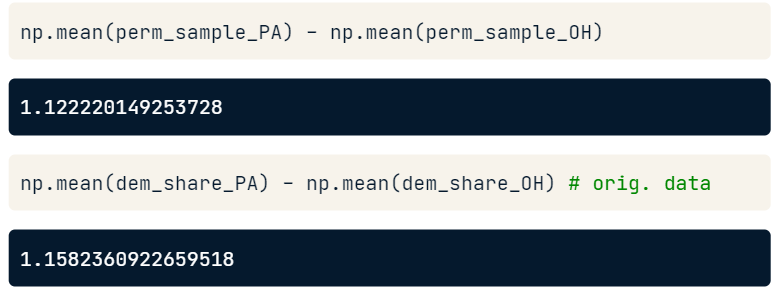 np.mean(perm_sample_PA) - np.mean(perm_sample_OH)
1.122220149253728
np.mean(dem_share_PA) - np.mean(dem_share_OH) # orig. data
1.1582360922659518